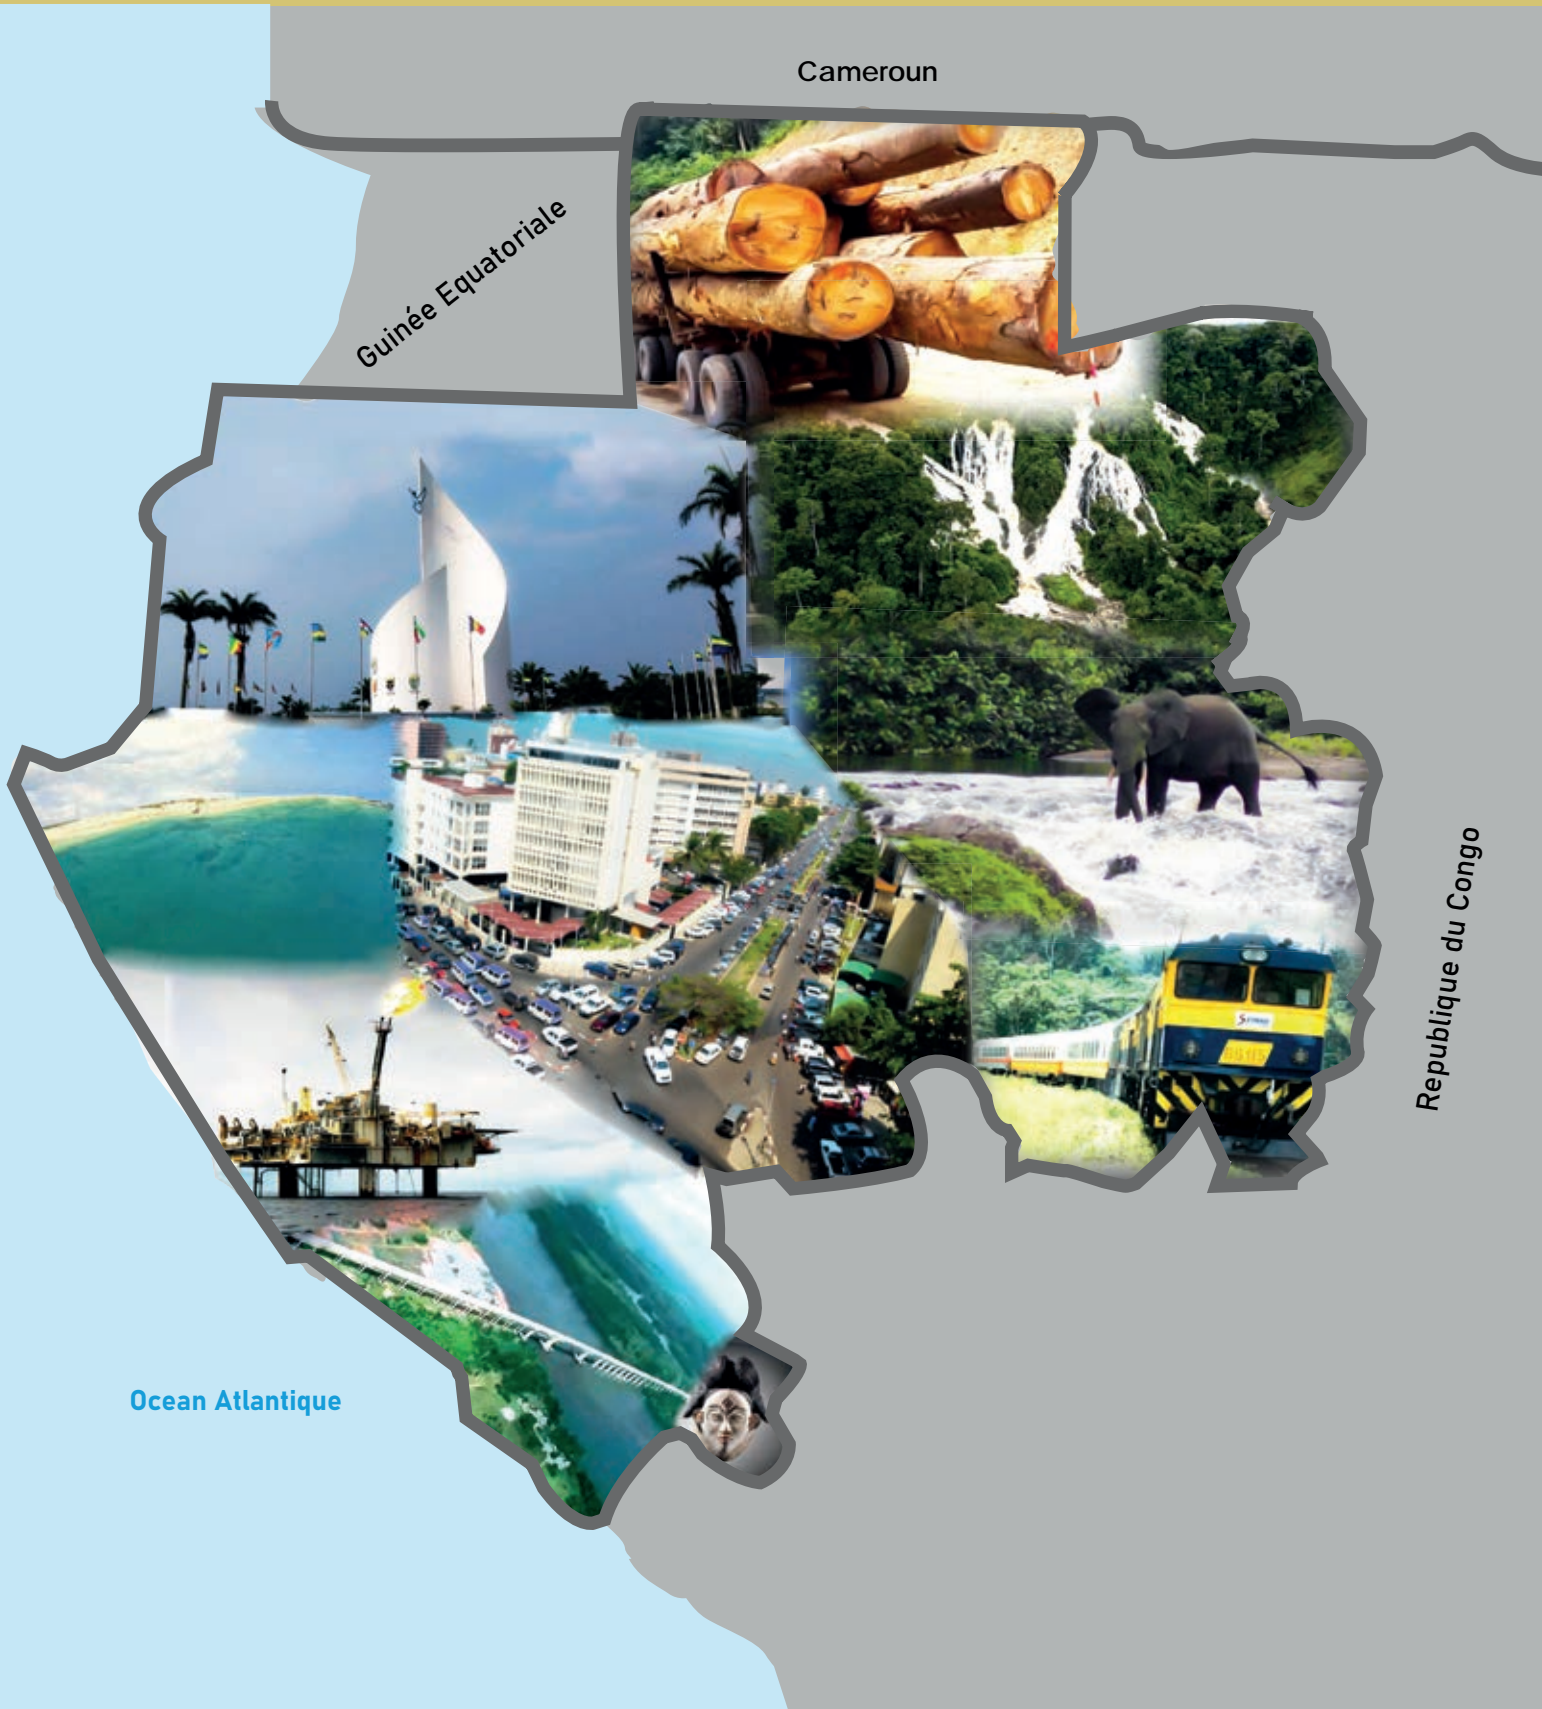 Cameroun
Guinée Equatoriale
Republique du Congo
Ocean Atlantique